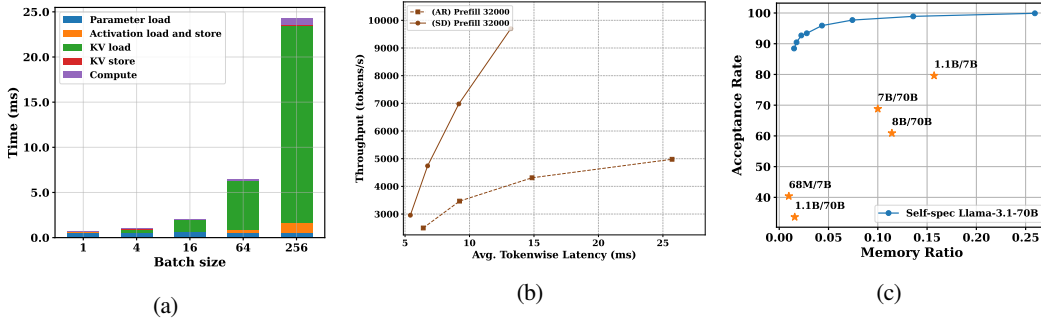 25.0
20.0
15.0
10.0
5.0
0.0
Time (ms)
Parameter load
Activation load and store
KV load
KV store
Compute
1 4 16 64 256
Batch size
(a)
10000
9000
8000
7000
6000
5000
4000
3000
Throughput (tokens/s)
(AR) Prefill 32000
(SD) Prefill 32000
5 10 15 20 25
Avg. Tokenwise Latency (ms)
(b)
100
90
80
70
60
50
40
Acceptance Rate
1.1B/7B
7B/70B
8B/70B
68M/7B
1.1B/70B
Self-spec Llama-3.1-70B
0.00 0.05 0.10 0.15 0.20 0.25
Memory Ratio
(c)